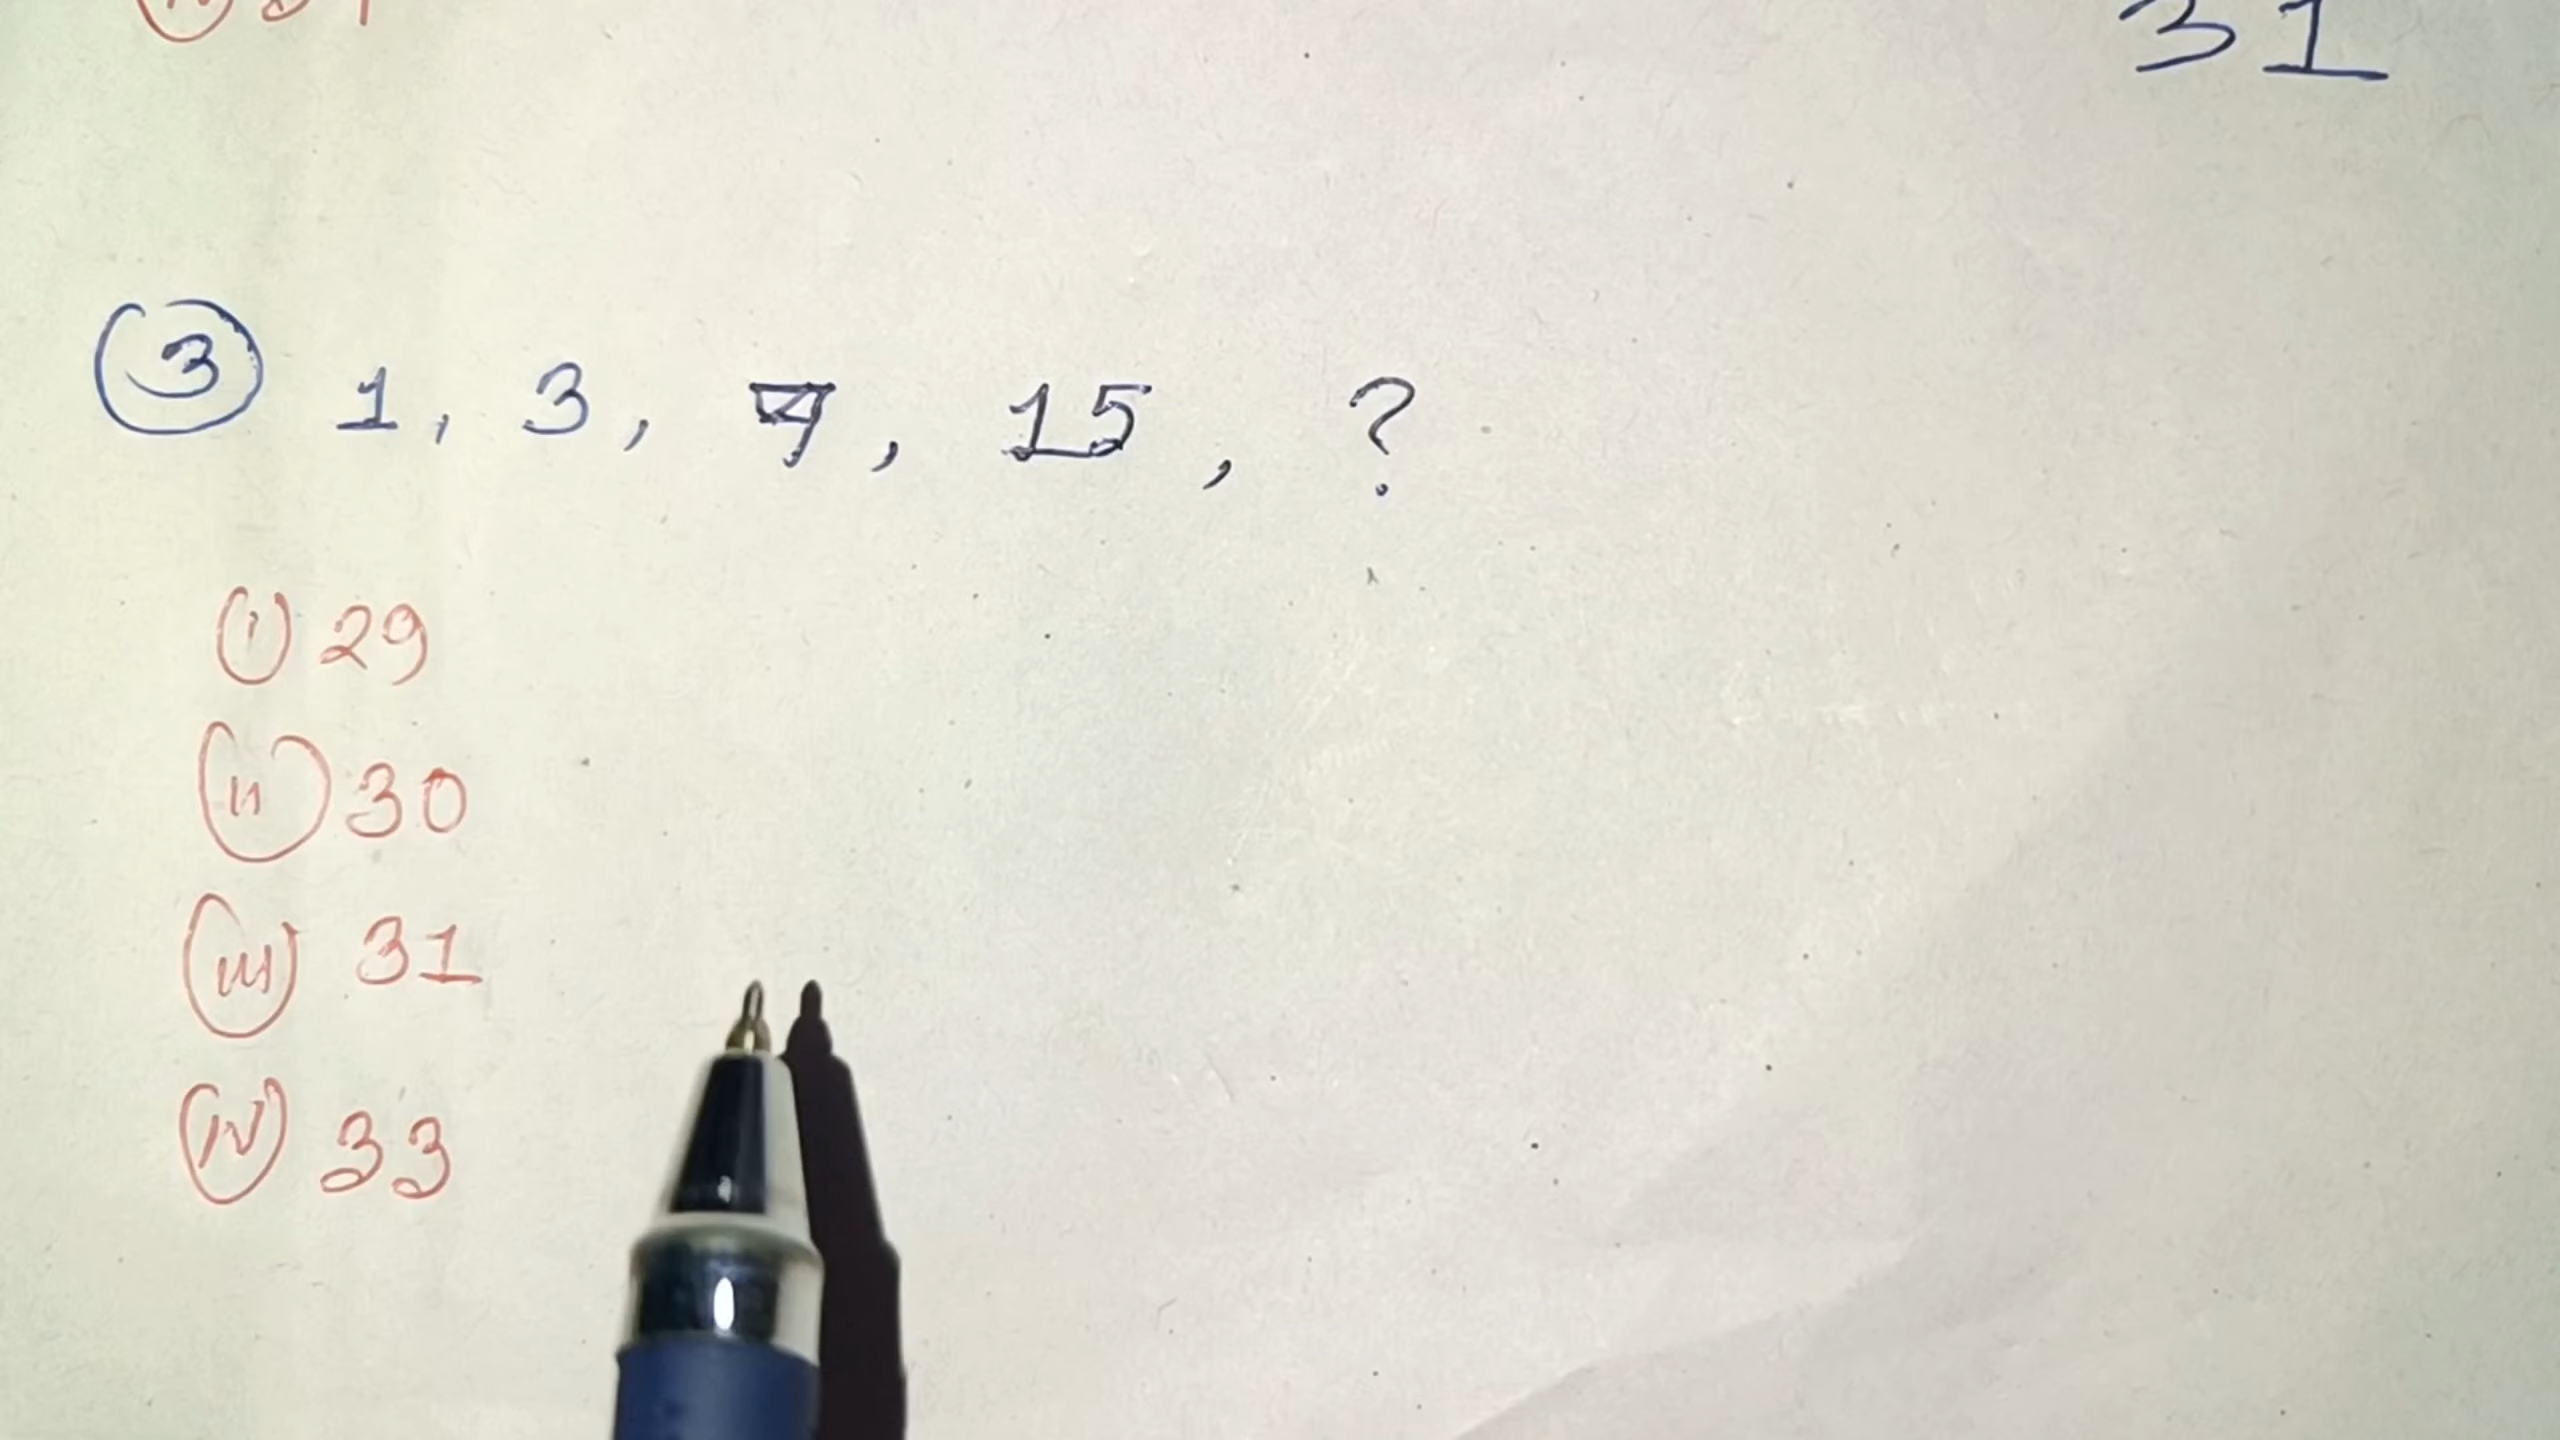 31
③ 1, 3, 7, 15, ?
(i) 29
(ii) 30
(iii) 31
(iv) 33